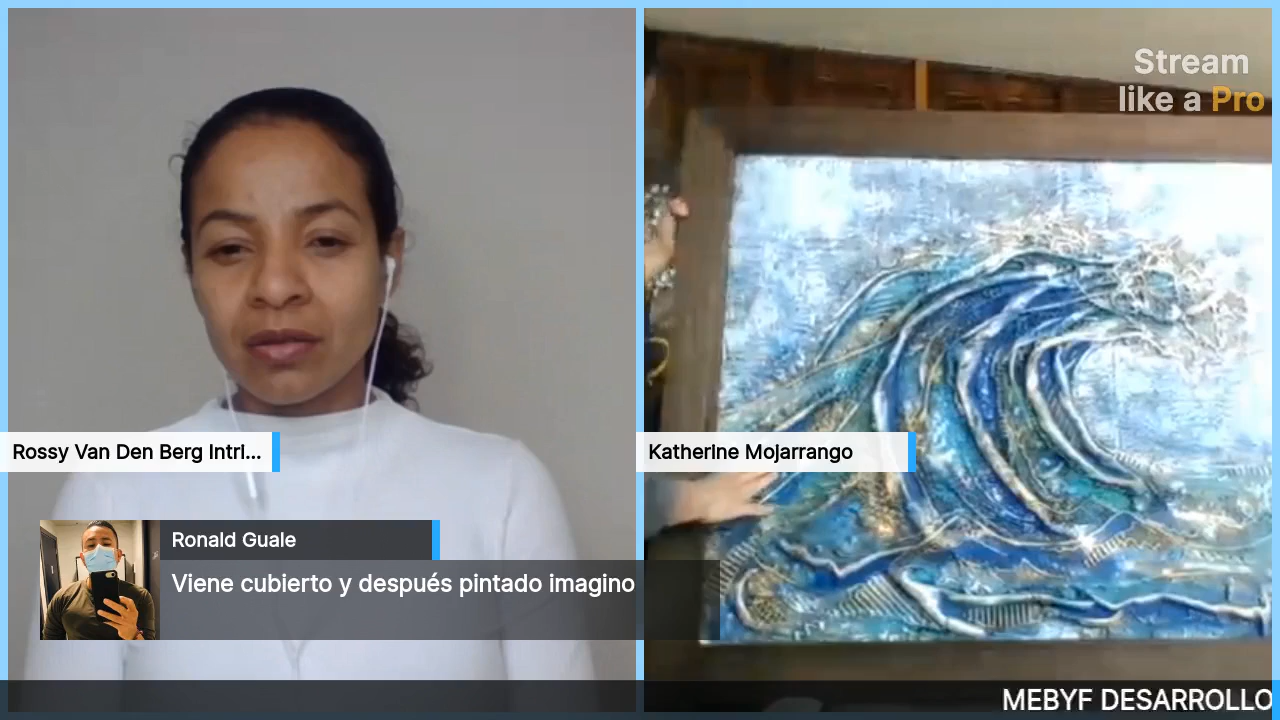 Stream
like a Pro
Rossy Van Den Berg Intri...
Katherine Mojarrango
Ronald Guale
Viene cubierto y después pintado imagino
MEBYF DESARROLLO